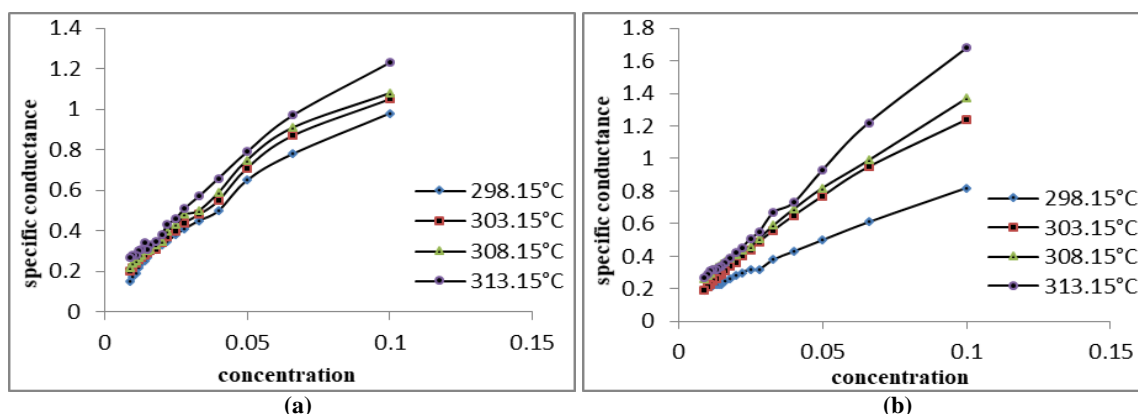 1.4
1.2
1
0.8
0.6
0.4
0.2
0
0 0.05 0.1 0.15
specific conductance
concentration
298.15°C
303.15°C
308.15°C
313.15°C
(a)
1.8
1.6
1.4
1.2
1
0.8
0.6
0.4
0.2
0
0 0.05 0.1 0.15
specific conductance
concentration
298.15°C
303.15°C
308.15°C
313.15°C
(b)